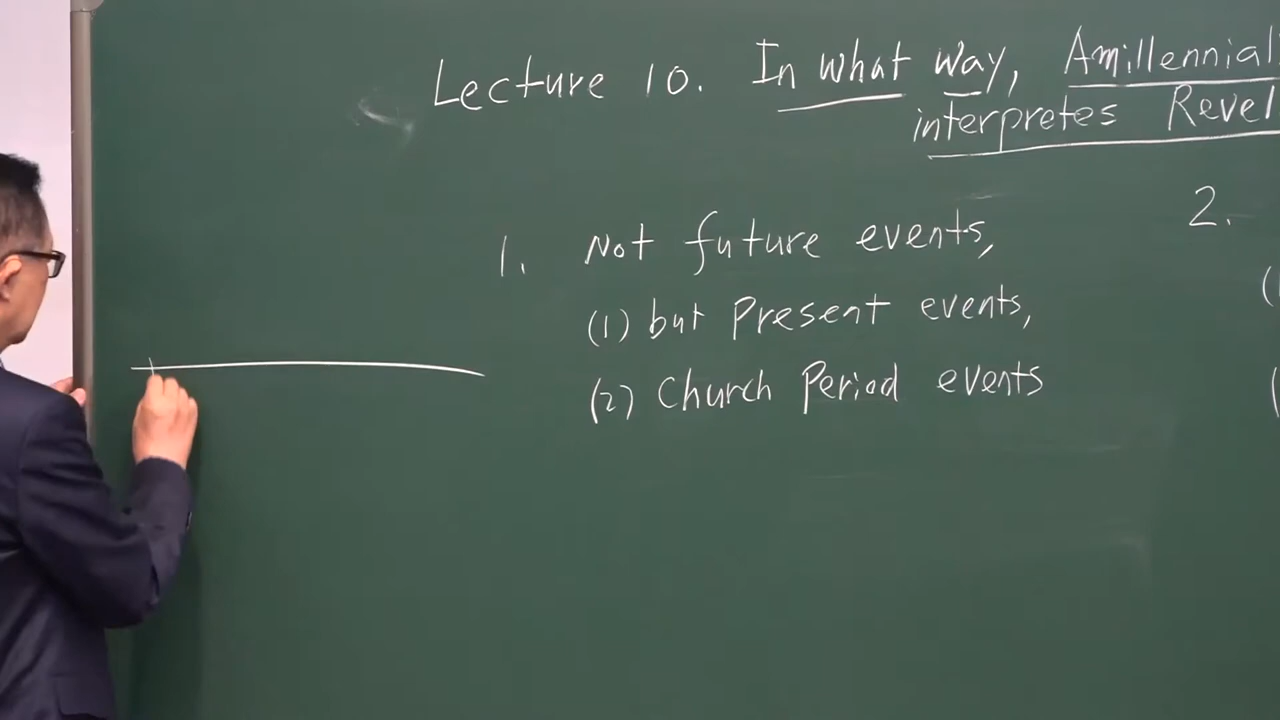 Lecture 10. In what way, Amillennial
interpretes Revel
1. Not future events,
(1) but Present events,
(2) Church Period events
2.